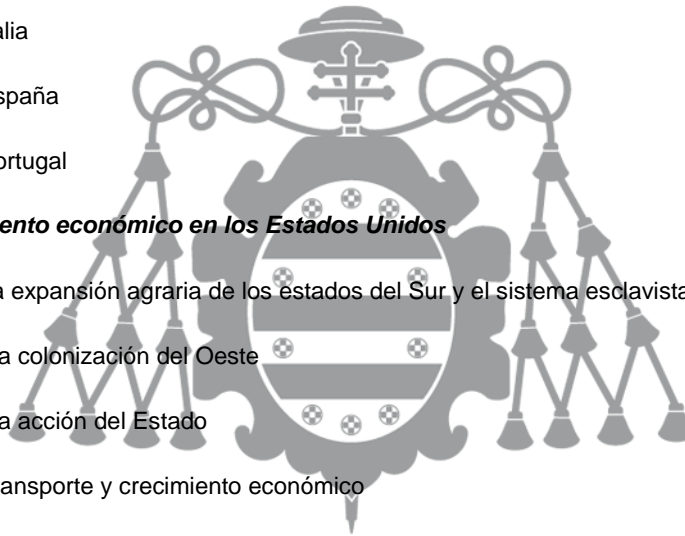 alia
spaña
ortugal
ento económico en los Estados Unidos
a expansión agraria de los estados del Sur y el sistema esclavista
a colonización del Oeste
a acción del Estado
ansporte y crecimiento económico